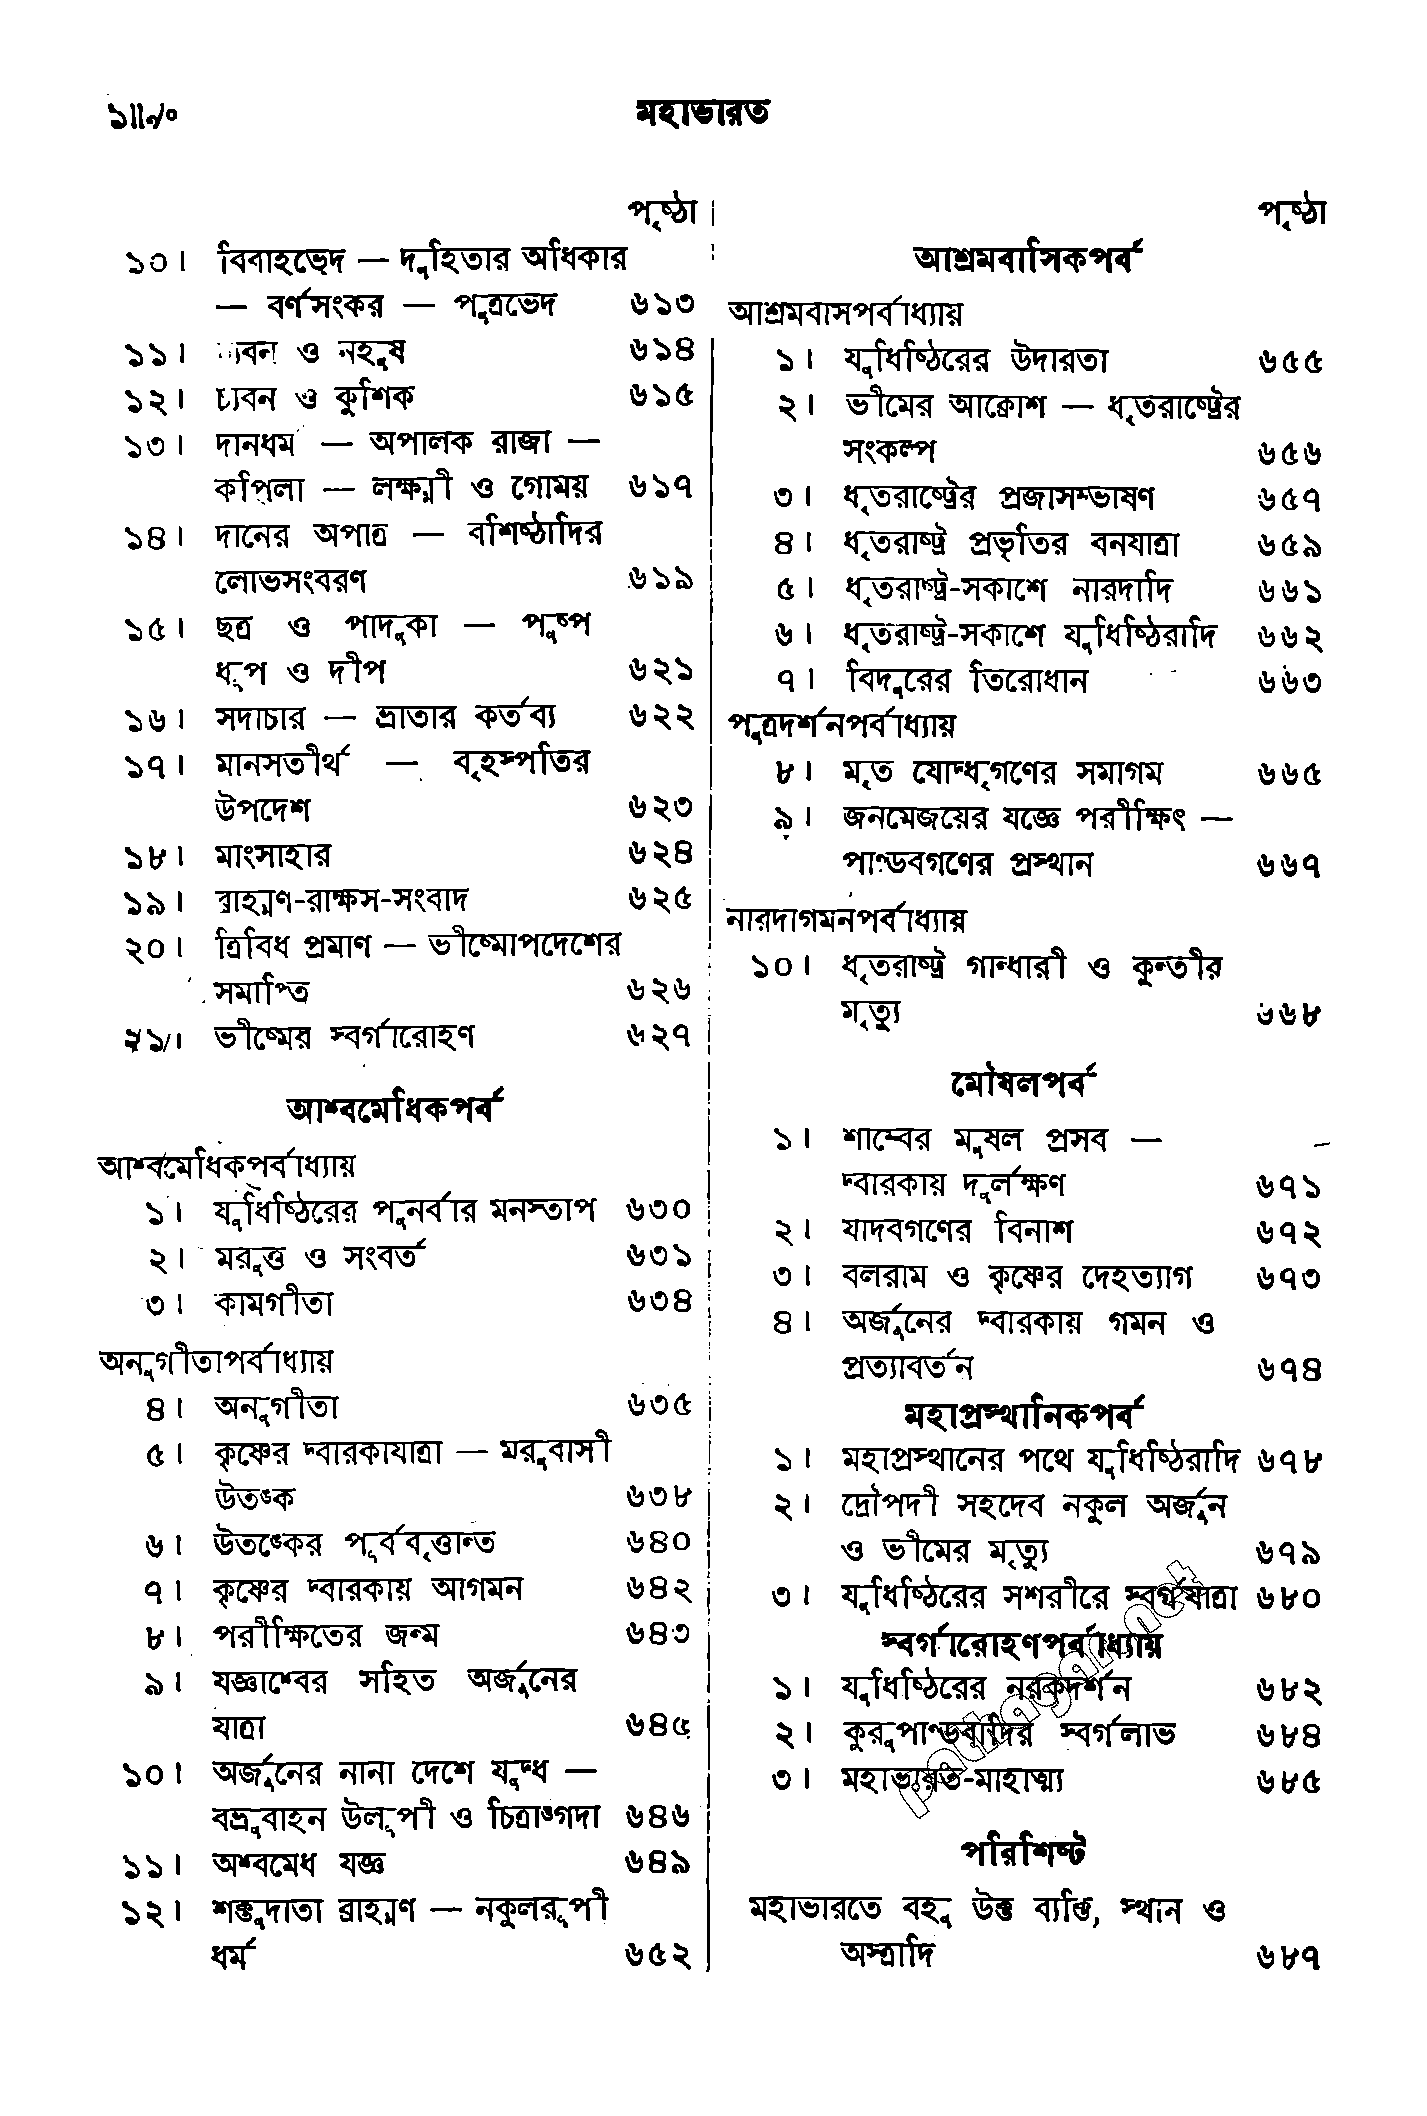 ১৷৷৵০
মহাভারত
পৃষ্ঠা
১০। বিবাহভেদ — দুহিতার অধিকার
— বর্ণসংকর — পুত্রভেদ ৬১৩
১১। চ্যবন ও নহুষ ৬১৪
১২। চ্যবন ও কুশিক ৬১৫
১৩। দানধর্ম — অপালক রাজা —
কপিলা — লক্ষ্মী ও গোময় ৬১৭
১৪। দানের অপাত্র — বশিষ্ঠাদির
লোভসংবরণ ৬১৯
১৫। ছত্র ও পাদুকা — পুষ্প
ধূপ ও দীপ ৬২১
১৬। সদাচার — ভ্রাতার কর্তব্য ৬২২
১৭। মানসতীর্থ — বৃহস্পতির
উপদেশ ৬২৩
১৮। মাংসাহার ৬২৪
১৯। ব্রাহ্মণ-রাক্ষস-সংবাদ ৬২৫
২০। ত্রিবিধ প্রমাণ — ভীষ্মোপদেশের
সমাপ্তি ৬২৬
২১। ভীষ্মের স্বর্গারোহণ ৬২৭
আশ্বমেধিকপর্ব
আশ্বমেধিকপর্বাধ্যায়
১। যুধিষ্ঠিরের পুনর্বার মনস্তাপ ৬৩০
২। মরুত্ত ও সংবর্ত ৬৩১
৩। কামগীতা ৬৩৪
অনুগীতাপর্বাধ্যায়
৪। অনুগীতা ৬৩৫
৫। কৃষ্ণের দ্বারকাযাত্রা — মরুবাসী
উতঙ্ক ৬৩৮
৬। উতঙ্কের পূর্ববৃত্তান্ত ৬৪০
৭। কৃষ্ণের দ্বারকায় আগমন ৬৪২
৮। পরীক্ষিতের জন্ম ৬৪৩
৯। যজ্ঞাশ্বের সহিত অর্জুনের
যাত্রা ৬৪৫
১০। অর্জুনের নানা দেশে যুদ্ধ —
বভ্রুবাহন উলূপী ও চিত্রাঙ্গদা ৬৪৬
১১। অশ্বমেধ যজ্ঞ ৬৪৯
১২। শক্তুদাতা ব্রাহ্মণ — নকুলরূপী
ধর্ম ৬৫২
পৃষ্ঠা
আশ্রমবাসিকপর্ব
আশ্রমবাসপর্বাধ্যায়
১। যুধিষ্ঠিরের উদারতা ৬৫৫
২। ভীমের আক্রোশ — ধৃতরাষ্ট্রের
সংকল্প ৬৫৬
৩। ধৃতরাষ্ট্রের প্রজাসম্ভাষণ ৬৫৭
৪। ধৃতরাষ্ট্র প্রভৃতির বনযাত্রা ৬৫৯
৫। ধৃতরাষ্ট্র-সকাশে নারদাদি ৬৬১
৬। ধৃতরাষ্ট্র-সকাশে যুধিষ্ঠিরাদি ৬৬২
৭। বিদুরের তিরোধান ৬৬৩
পুত্রদর্শনপর্বাধ্যায়
৮। মৃত যোদ্ধৃগণের সমাগম ৬৬৫
৯। জনমেজয়ের যজ্ঞে পরীক্ষিৎ —
পাণ্ডবগণের প্রস্থান ৬৬৭
নারদাগমনপর্বাধ্যায়
১০। ধৃতরাষ্ট্র গান্ধারী ও কুন্তীর
মৃত্যু ৬৬৮
মৌষলপর্ব
১। শাম্বের মুষল প্রসব —
দ্বারকায় দুর্লক্ষণ ৬৭১
২। যাদবগণের বিনাশ ৬৭২
৩। বলরাম ও কৃষ্ণের দেহত্যাগ ৬৭৩
৪। অর্জুনের দ্বারকায় গমন ও
প্রত্যাবর্তন ৬৭৪
মহাপ্রস্থানিকপর্ব
১। মহাপ্রস্থানের পথে যুধিষ্ঠিরাদি ৬৭৮
২। দ্রৌপদী সহদেব নকুল অর্জুন
ও ভীমের মৃত্যু ৬৭৯
৩। যুধিষ্ঠিরের সশরীরে স্বর্গযাত্রা ৬৮০
স্বর্গারোহণপর্বাধ্যায়
১। যুধিষ্ঠিরের নরকদর্শন ৬৮২
২। কুরুপাণ্ডবাদির স্বর্গলাভ ৬৮৪
৩। মহাভারত-মাহাত্ম্য ৬৮৫
পরিশিষ্ট
মহাভারতে বহু উক্ত ব্যক্তি, স্থান ও
অস্ত্রাদি ৬৮৭